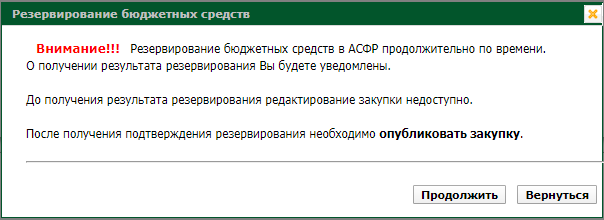 Резервирование бюджетных средств
Внимание!!! Резервирование бюджетных средств в АСФР продолжительно по времени.
О получении результата резервирования Вы будете уведомлены.
До получения результата резервирования редактирование закупки недоступно.
После получения подтверждения резервирования необходимо опубликовать закупку.
Продолжить Вернуться